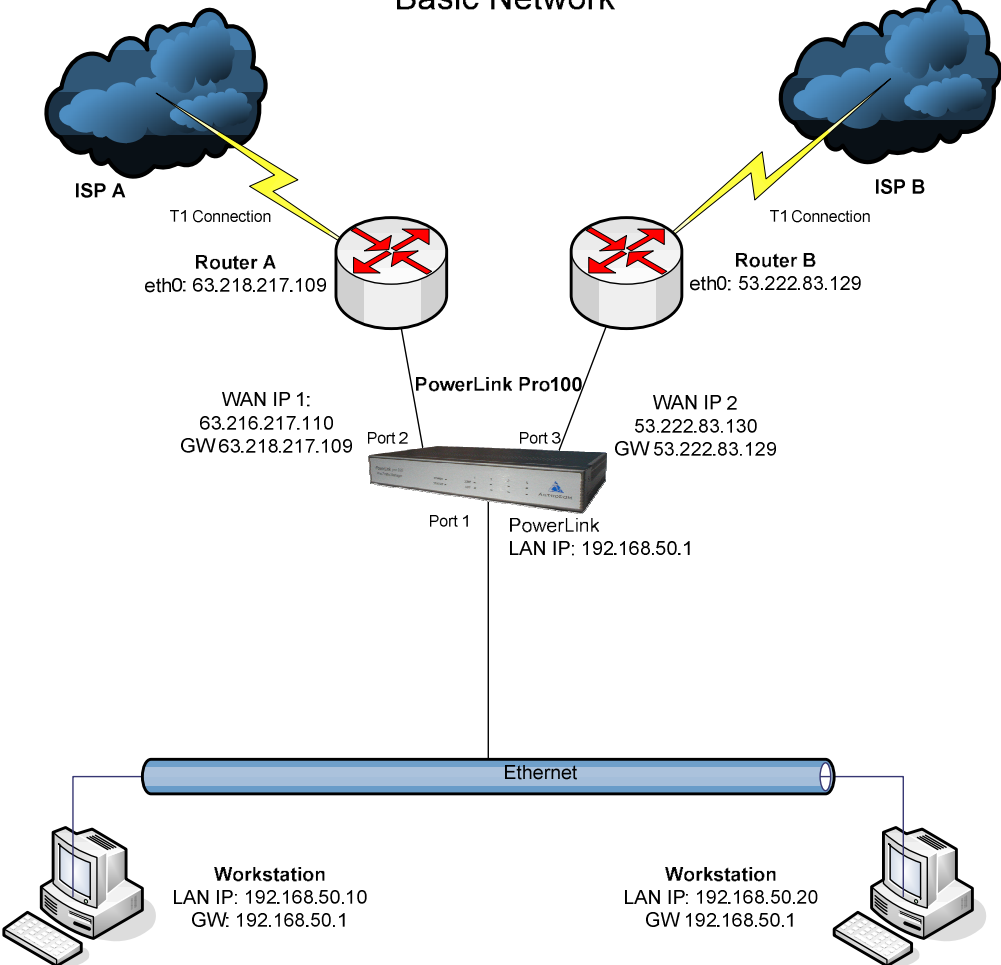 Basic Network
ISP A
ISP B
T1 Connection
T1 Connection
Router A
eth0: 63.218.217.109
Router B
eth0: 53.222.83.129
PowerLink Pro100
WAN IP 1:
63.216.217.110
GW 63.218.217.109
Port 2
Port 3
WAN IP 2
53.222.83.130
GW 53.222.83.129
ASTROCOM
Port 1
PowerLink
LAN IP: 192.168.50.1
Ethernet
Workstation
LAN IP: 192.168.50.10
GW: 192.168.50.1
Workstation
LAN IP: 192.168.50.20
GW 192.168.50.1